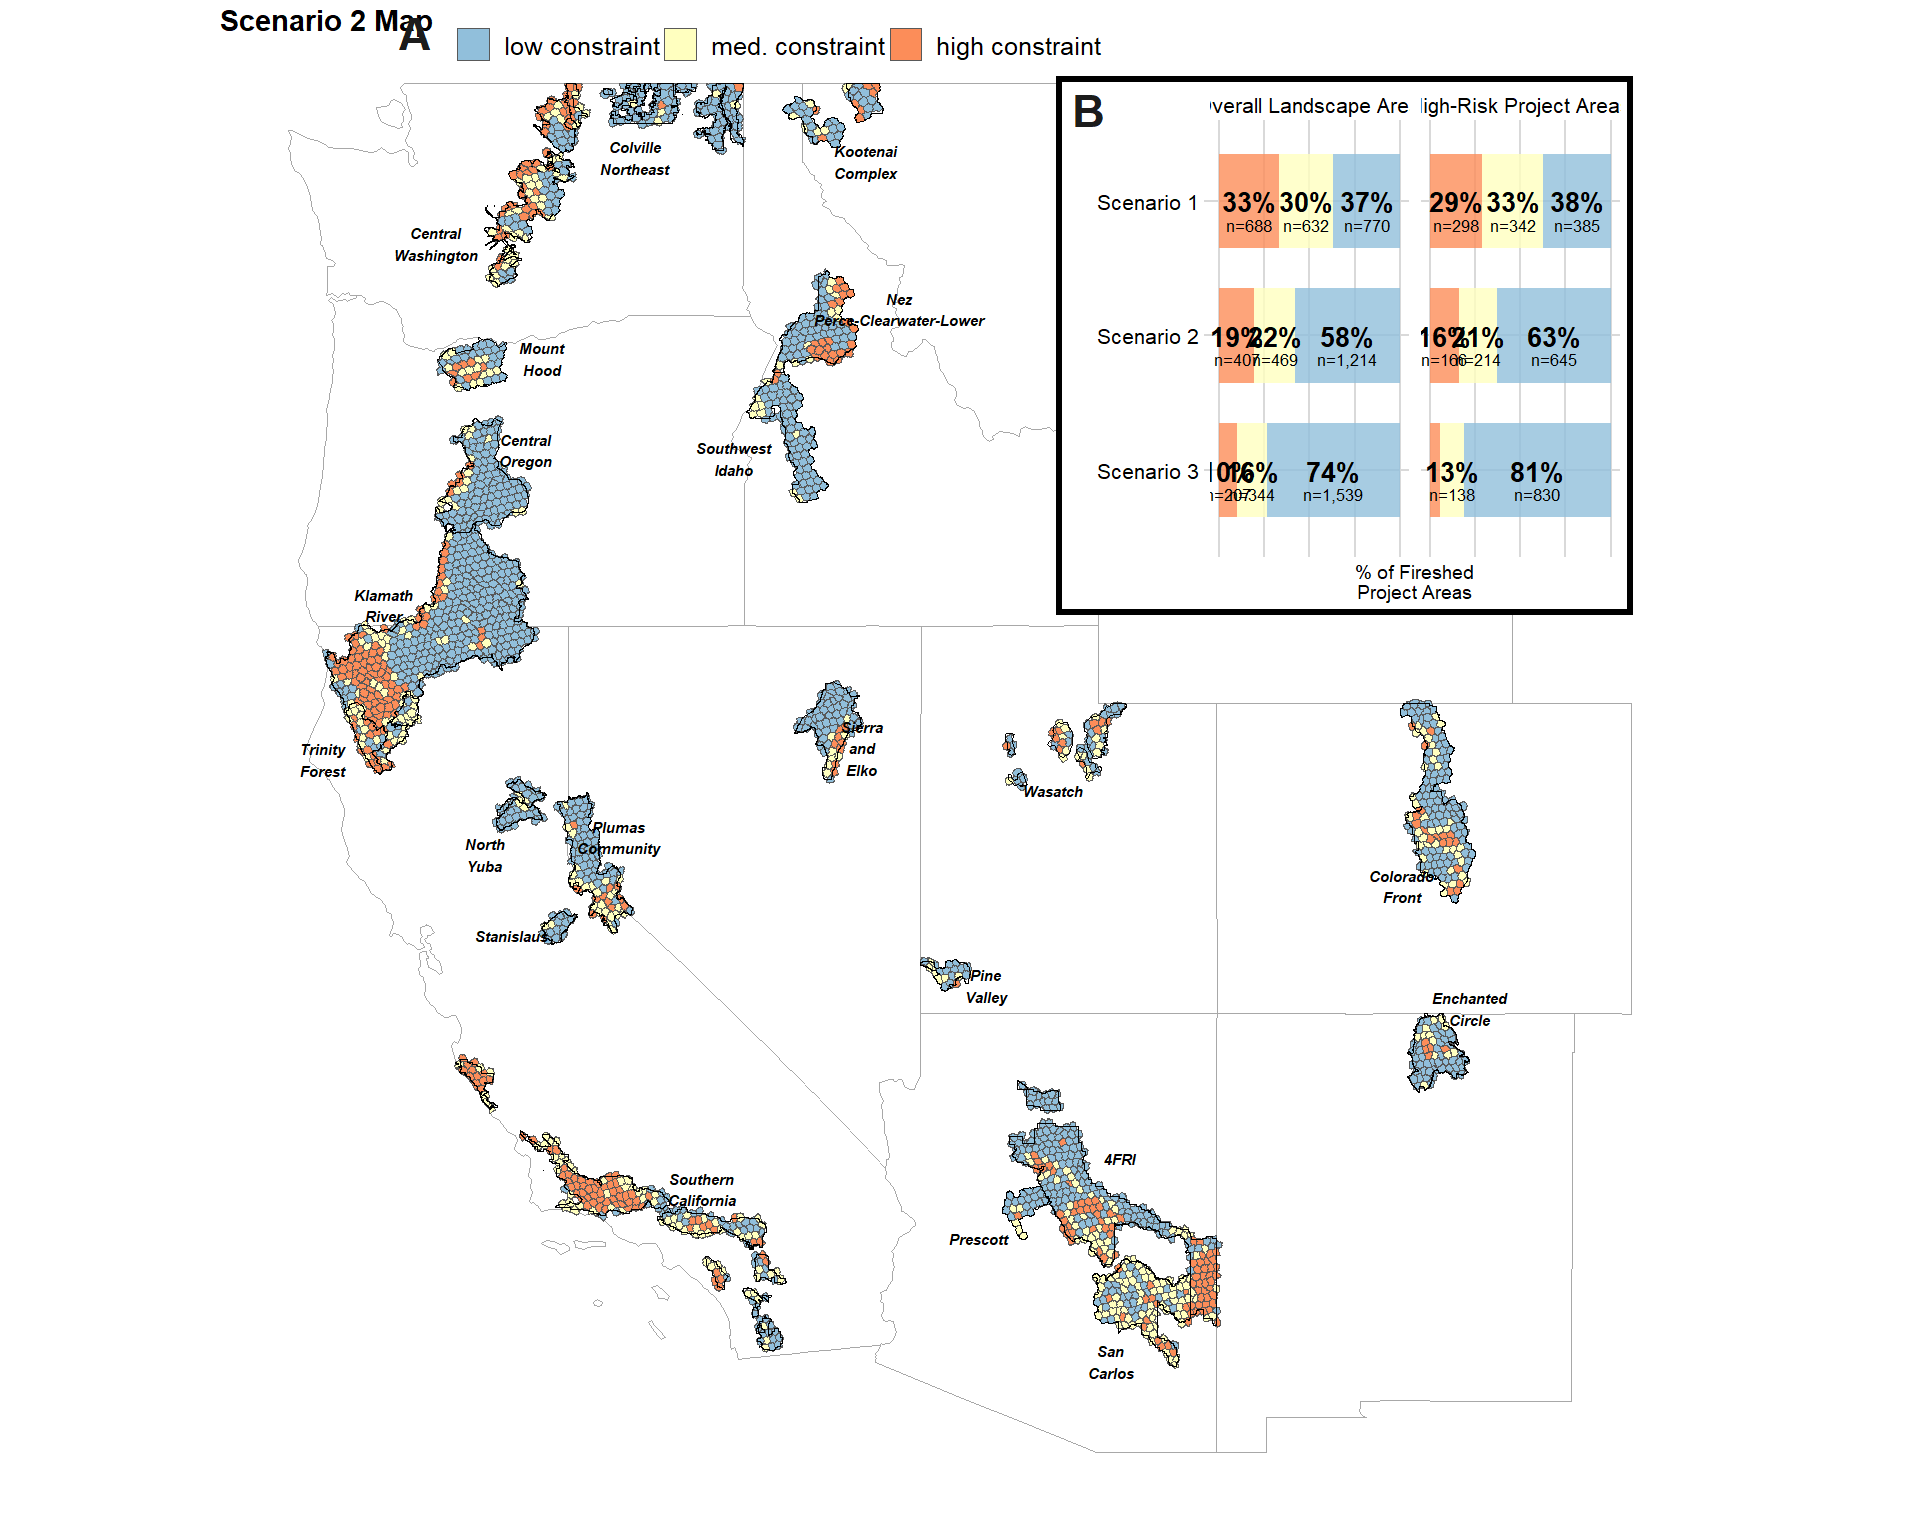 Scenario 2 Map
A
low constraint
med. constraint
high constraint
Colville
Northeast
Kootenai
Complex
Central
Washington
Nez
Perce-Clearwater-Lower
Mount
Hood
Central
Oregon
Southwest
Idaho
Klamath
River
Trinity
Forest
Sierra
and
Elko
Wasatch
North
Yuba
Plumas
Community
Stanislaus
Colorado
Front
Pine
Valley
Enchanted
Circle
Southern
California
4FRI
Prescott
San
Carlos
B
verall Landscape Are
igh-Risk Project Area
Scenario 1
33% 30% 37%
n=688 n=632 n=770
29% 33% 38%
n=298 n=342 n=385
Scenario 2
19% 22% 58%
n=407 n=469 n=1,214
16% 21% 63%
n=166 n=214 n=645
Scenario 3
0% 16% 74%
n=207 n=344 n=1,539
13% 81%
n=138 n=830
% of Fireshed
Project Areas